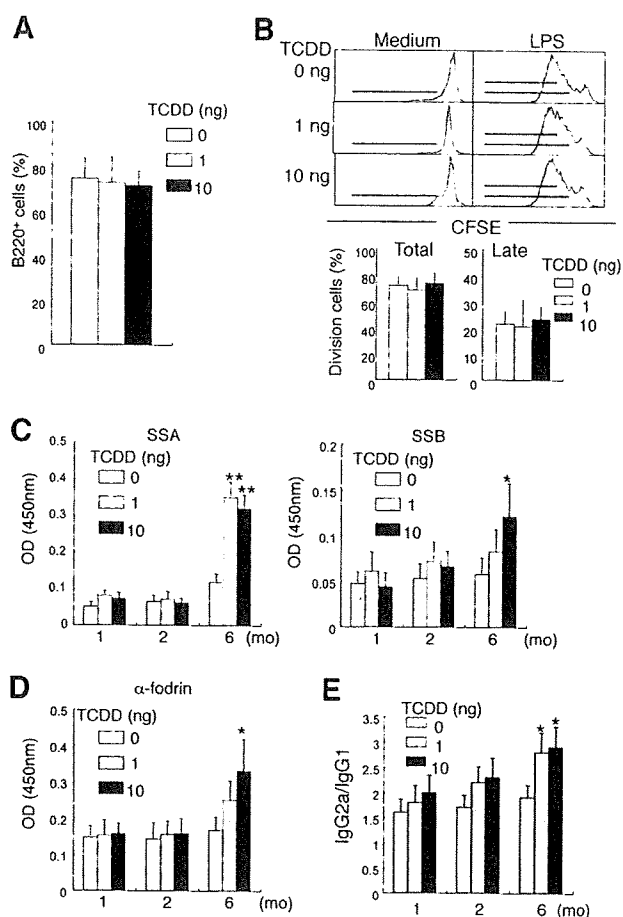 A
TCDD (ng)
0
1
10
B220+ cells (%)
100
80
60
40
20
0
B
TCDD
Medium
LPS
0 ng
1 ng
10 ng
CFSE
Total
Late
Division cells (%)
100
80
60
40
20
0
50
40
30
20
10
0
TCDD (ng)
0
1
10
C
SSA
OD (450nm)
0.5
0.4
0.3
0.2
0.1
0
TCDD (ng)
0
1
10
**
**
1
2
6
(mo)
SSB
OD (450nm)
0.2
0.15
0.1
0.05
0
TCDD (ng)
0
1
10
*
1
2
6
(mo)
D
α-fodrin
OD (450nm)
0.5
0.4
0.3
0.2
0.1
0
TCDD (ng)
0
1
10
*
1
2
6
(mo)
E
IgG2a/IgG1
3.5
3
2.5
2
1.5
1
0.5
0
TCDD (ng)
0
1
10
*
*
1
2
6
(mo)